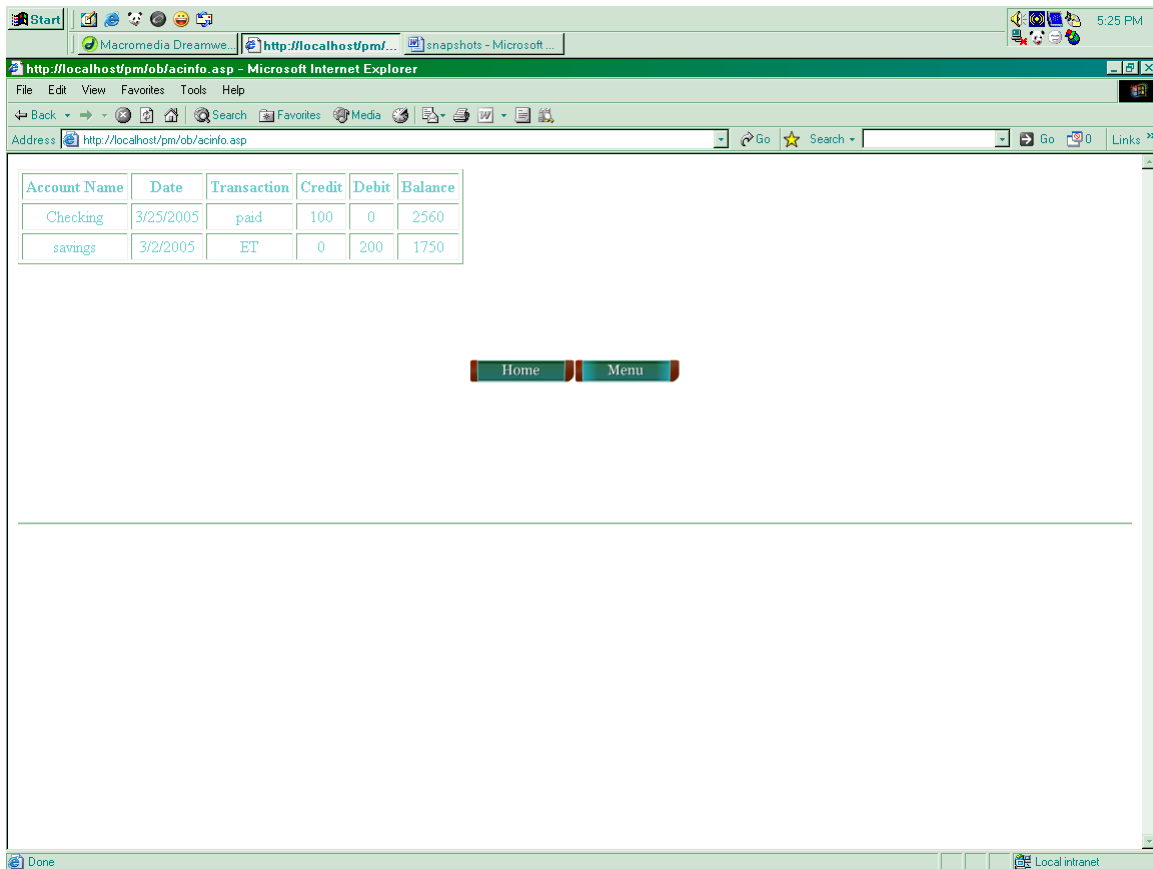 Start
5:25 PM
Macromedia Dreamwe... http://localhost/pm/... snapshots - Microsoft ...
http://localhost/pm/ob/acinfo.asp - Microsoft Internet Explorer
File Edit View Favorites Tools Help
Back Search Favorites Media
Address http://localhost/pm/ob/acinfo.asp Go Search Go 0 Links »
Account Name Date Transaction Credit Debit Balance
Checking 3/25/2005 paid 100 0 2560
savings 3/2/2005 ET 0 200 1750
Home Menu
Done Local intranet